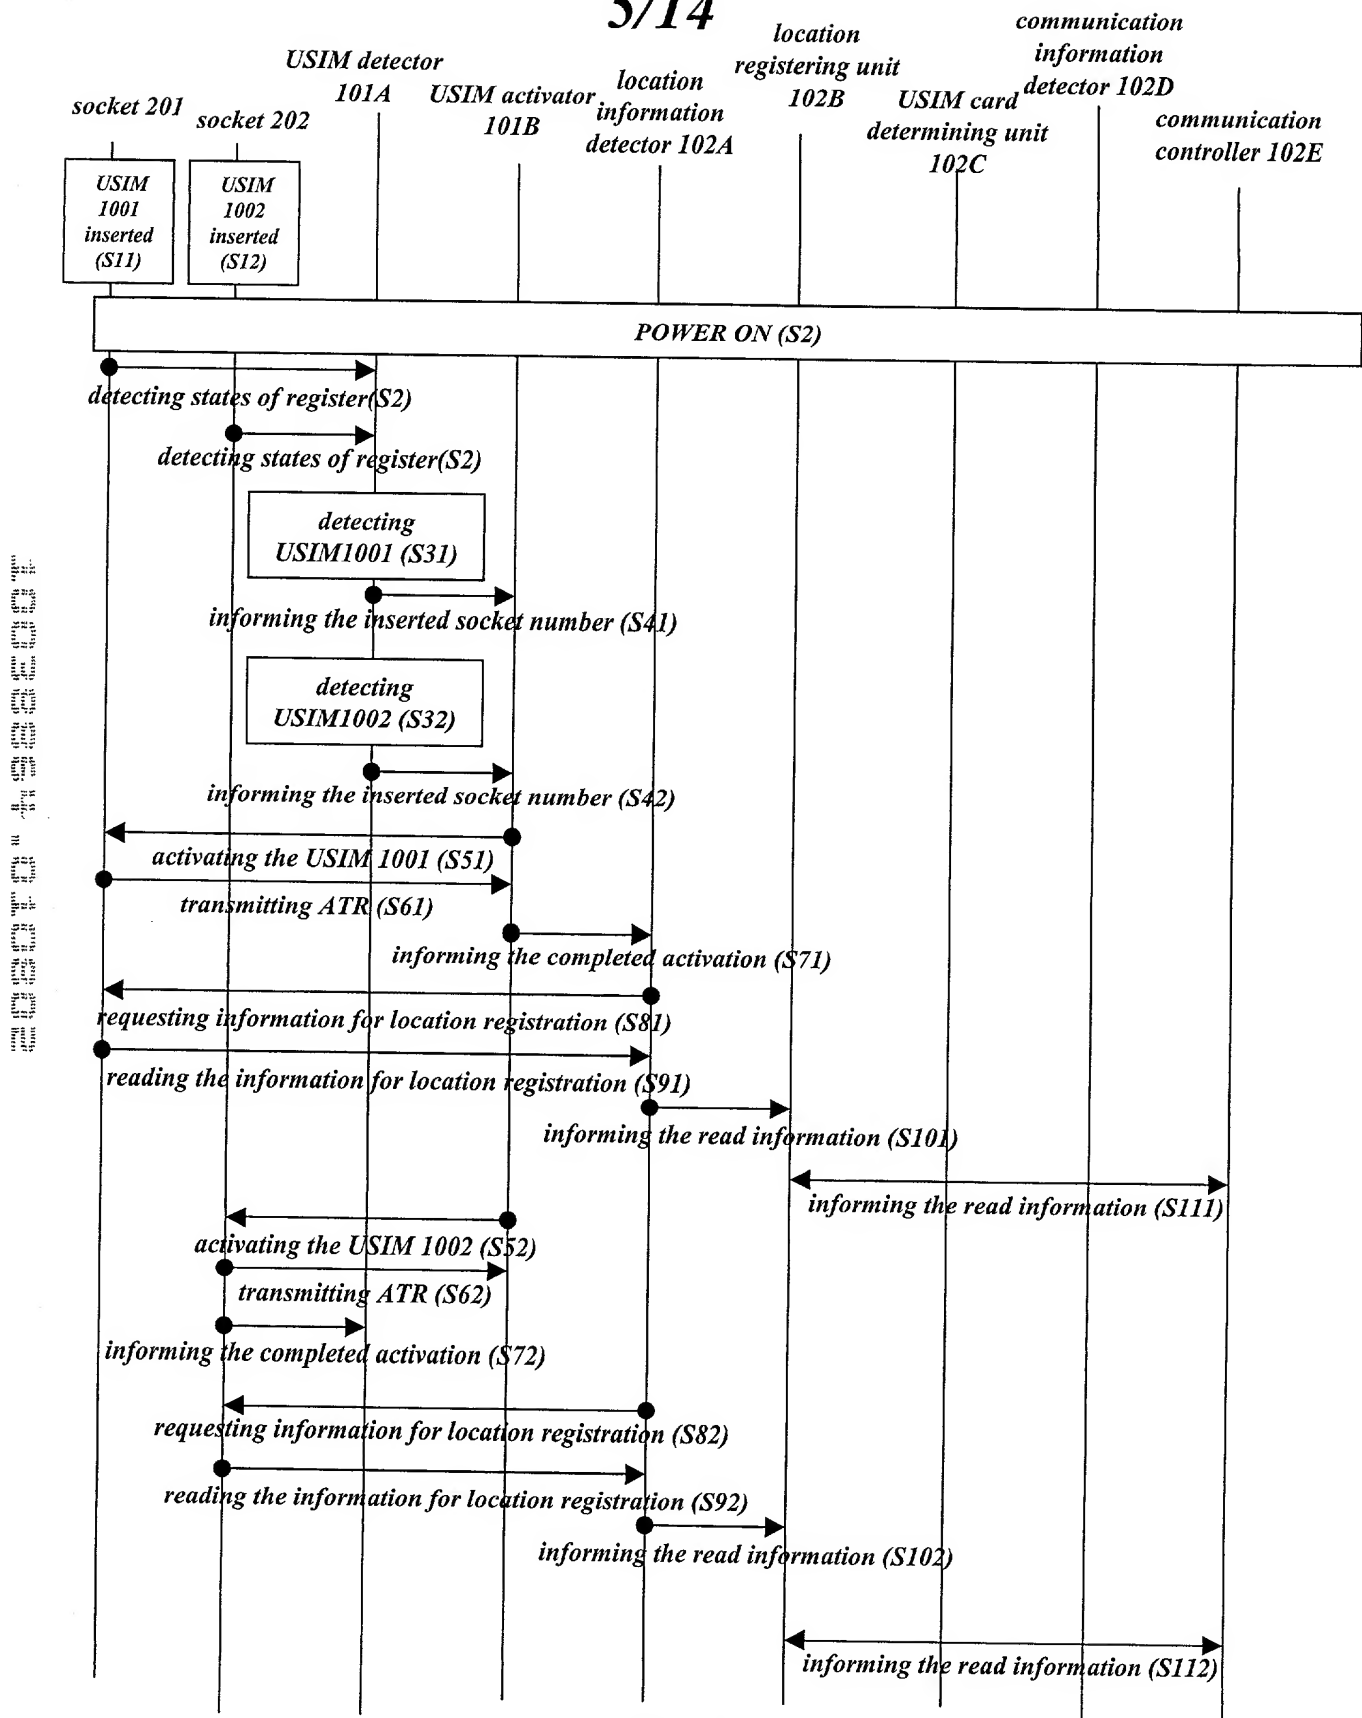 5/14
socket 201
socket 202
USIM detector
101A
USIM activator
101B
location
information
detector 102A
location
registering unit
102B
USIM card
determining unit
102C
communication
information
detector 102D
communication
controller 102E
USIM
1001
inserted
(S11)
USIM
1002
inserted
(S12)
POWER ON (S2)
detecting states of register(S2)
detecting states of register(S2)
detecting
USIM1001 (S31)
informing the inserted socket number (S41)
detecting
USIM1002 (S32)
informing the inserted socket number (S42)
activating the USIM 1001 (S51)
transmitting ATR (S61)
informing the completed activation (S71)
requesting information for location registration (S81)
reading the information for location registration (S91)
informing the read information (S101)
informing the read information (S111)
activating the USIM 1002 (S52)
transmitting ATR (S62)
informing the completed activation (S72)
requesting information for location registration (S82)
reading the information for location registration (S92)
informing the read information (S102)
informing the read information (S112)